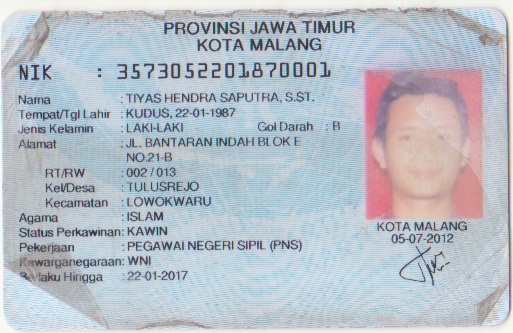 PROVINSI JAWA TIMUR
KOTA MALANG
NIK : 3573052201870001
Nama : TIYAS HENDRA SAPUTRA, S.ST.
Tempat/Tgl Lahir : KUDUS, 22-01-1987
Jenis Kelamin : LAKI-LAKI Gol Darah : B
Alamat : JL. BANTARAN INDAH BLOK E
NO.21-B
RT/RW : 002 / 013
Kel/Desa : TULUSREJO
Kecamatan : LOWOKWARU
Agama : ISLAM
Status Perkawinan: KAWIN
Pekerjaan : PEGAWAI NEGERI SIPIL (PNS)
Kewarganegaraan: WNI
Berlaku Hingga : 22-01-2017
KOTA MALANG
05-07-2012